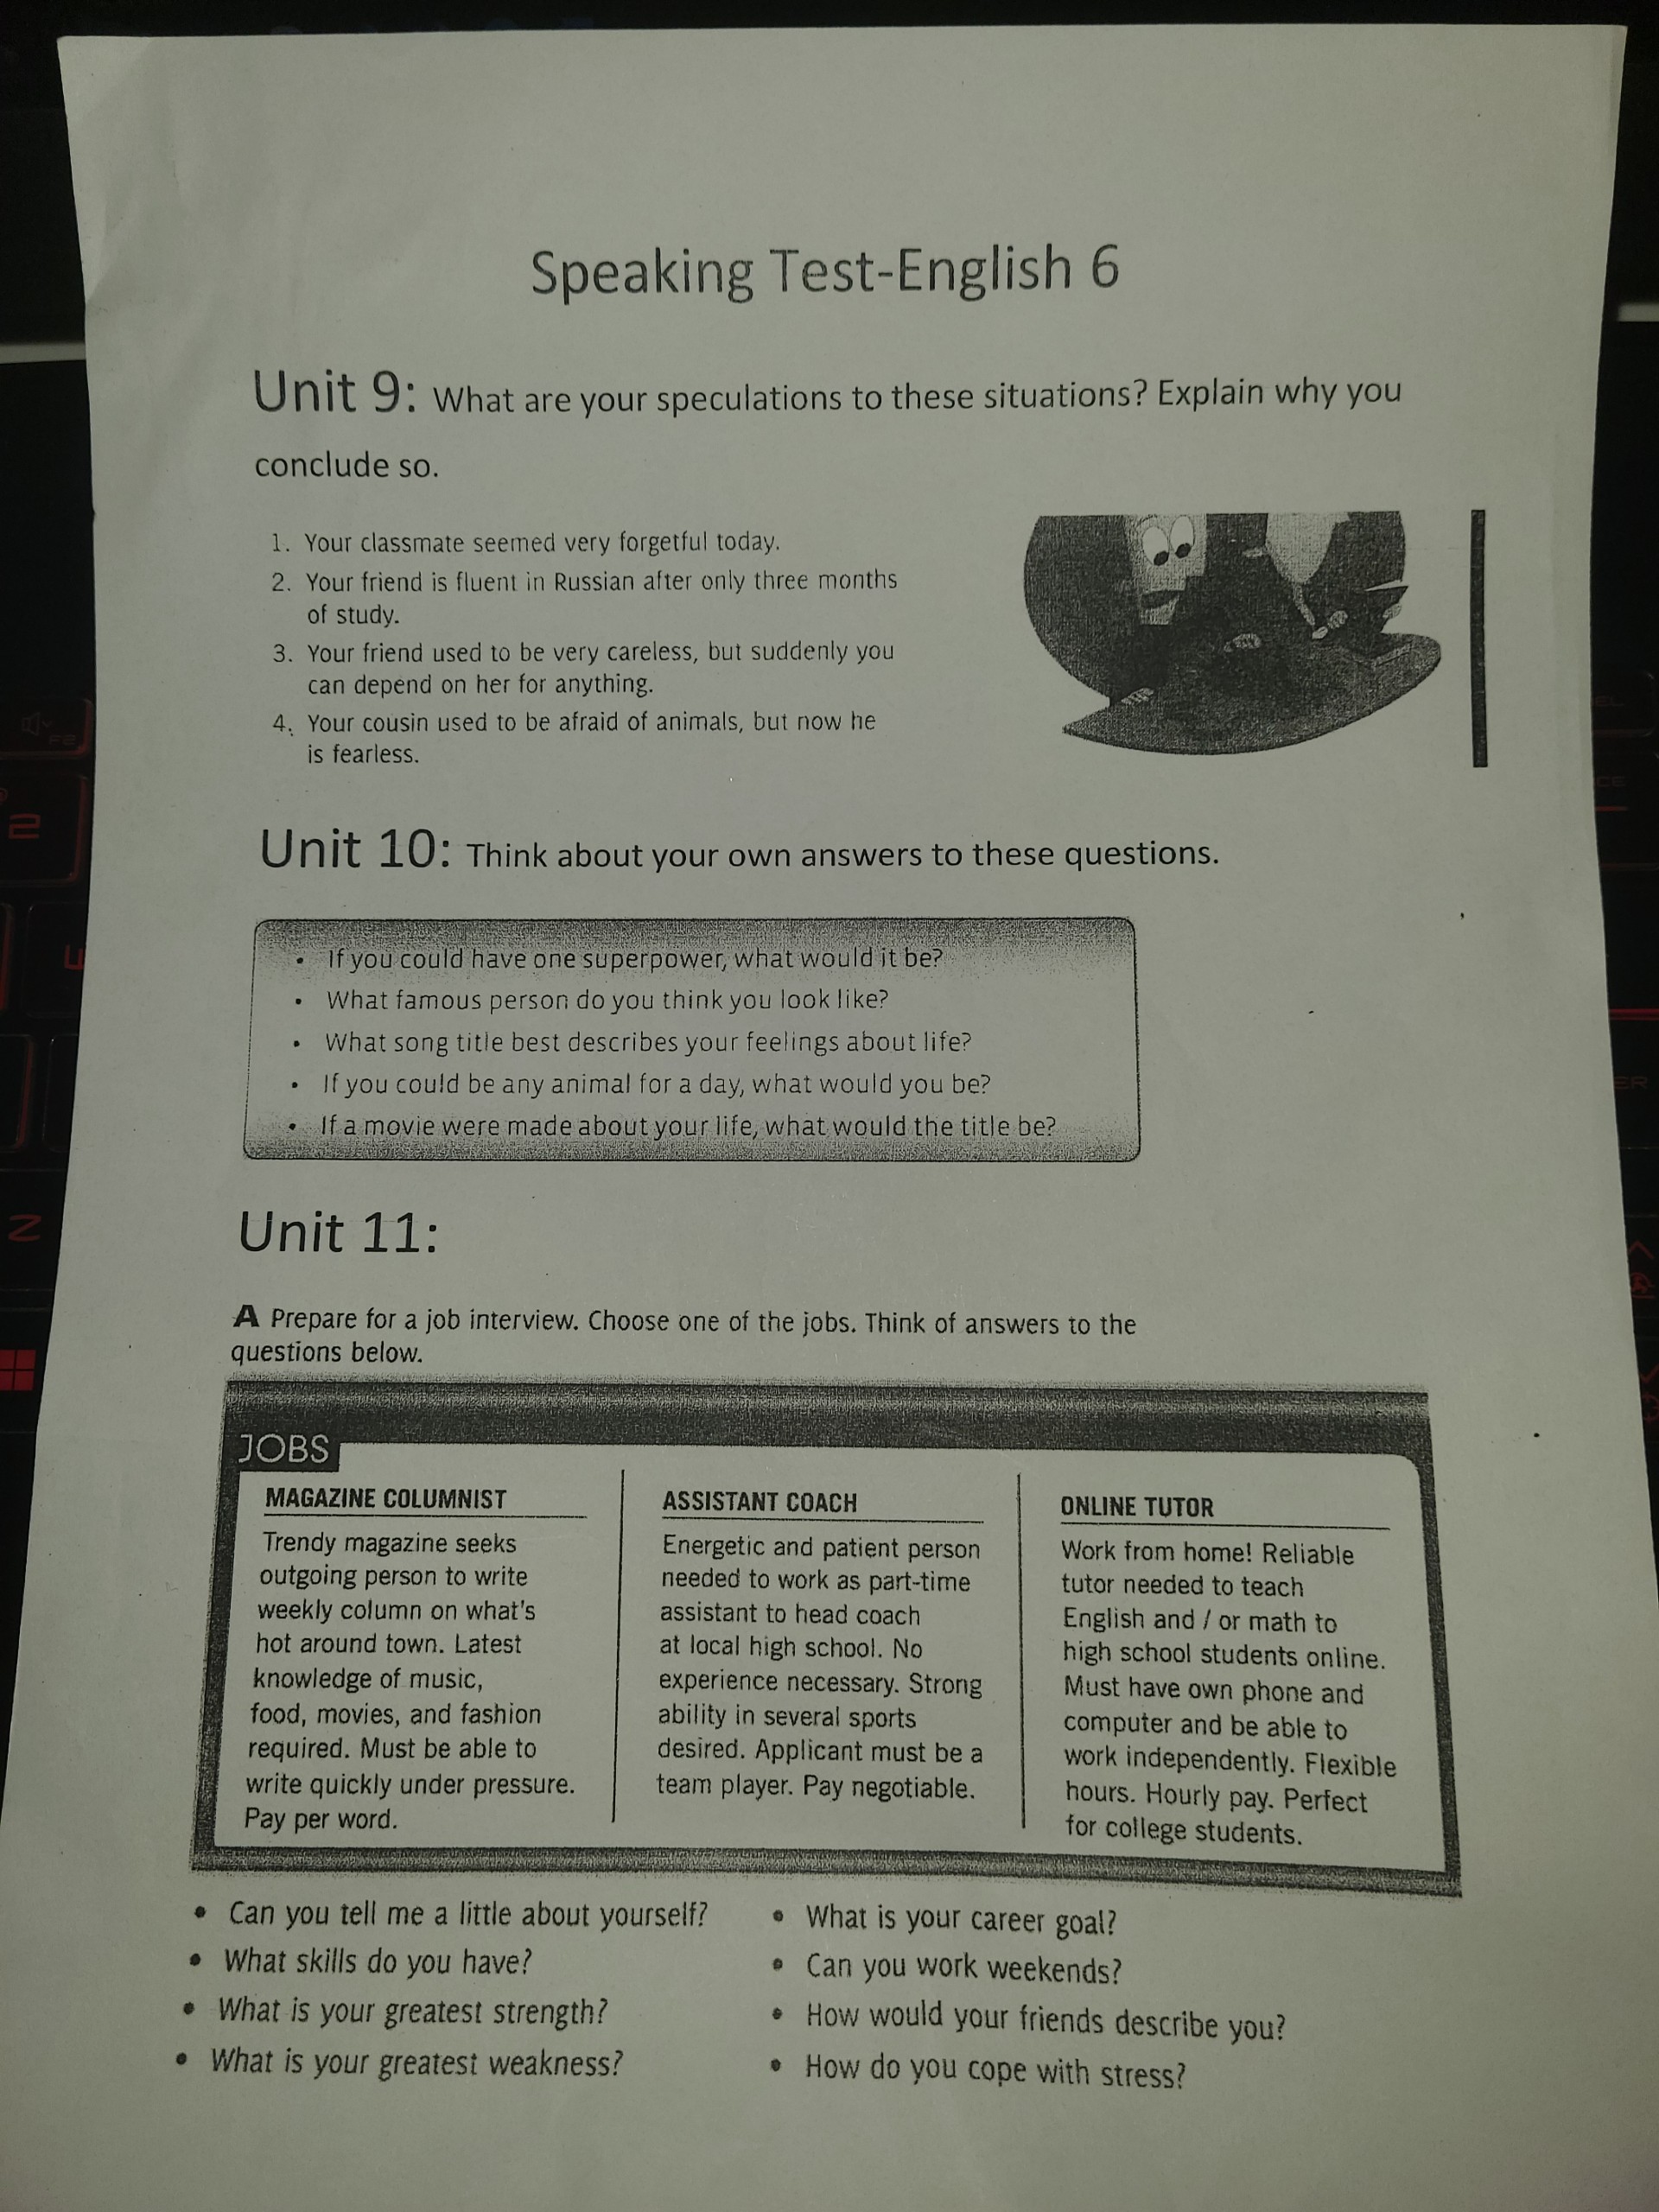 Speaking Test-English 6
Unit 9: What are your speculations to these situations? Explain why you
conclude so.
1. Your classmate seemed very forgetful today.
2. Your friend is fluent in Russian after only three months
of study.
3. Your friend used to be very careless, but suddenly you
can depend on her for anything.
4. Your cousin used to be afraid of animals, but now he
is fearless.
Unit 10: Think about your own answers to these questions.
• If you could have one superpower, what would it be?
• What famous person do you think you look like?
• What song title best describes your feelings about life?
• If you could be any animal for a day, what would you be?
• If a movie were made about your life, what would the title be?
Unit 11:
A Prepare for a job interview. Choose one of the jobs. Think of answers to the
questions below.
JOBS
MAGAZINE COLUMNIST
Trendy magazine seeks
outgoing person to write
weekly column on what's
hot around town. Latest
knowledge of music,
food, movies, and fashion
required. Must be able to
write quickly under pressure.
Pay per word.
ASSISTANT COACH
Energetic and patient person
needed to work as part-time
assistant to head coach
at local high school. No
experience necessary. Strong
ability in several sports
desired. Applicant must be a
team player. Pay negotiable.
ONLINE TUTOR
Work from home! Reliable
tutor needed to teach
English and / or math to
high school students online.
Must have own phone and
computer and be able to
work independently. Flexible
hours. Hourly pay. Perfect
for college students.
• Can you tell me a little about yourself?
• What skills do you have?
• What is your greatest strength?
• What is your greatest weakness?
• What is your career goal?
• Can you work weekends?
• How would your friends describe you?
• How do you cope with stress?
F2
2
Z